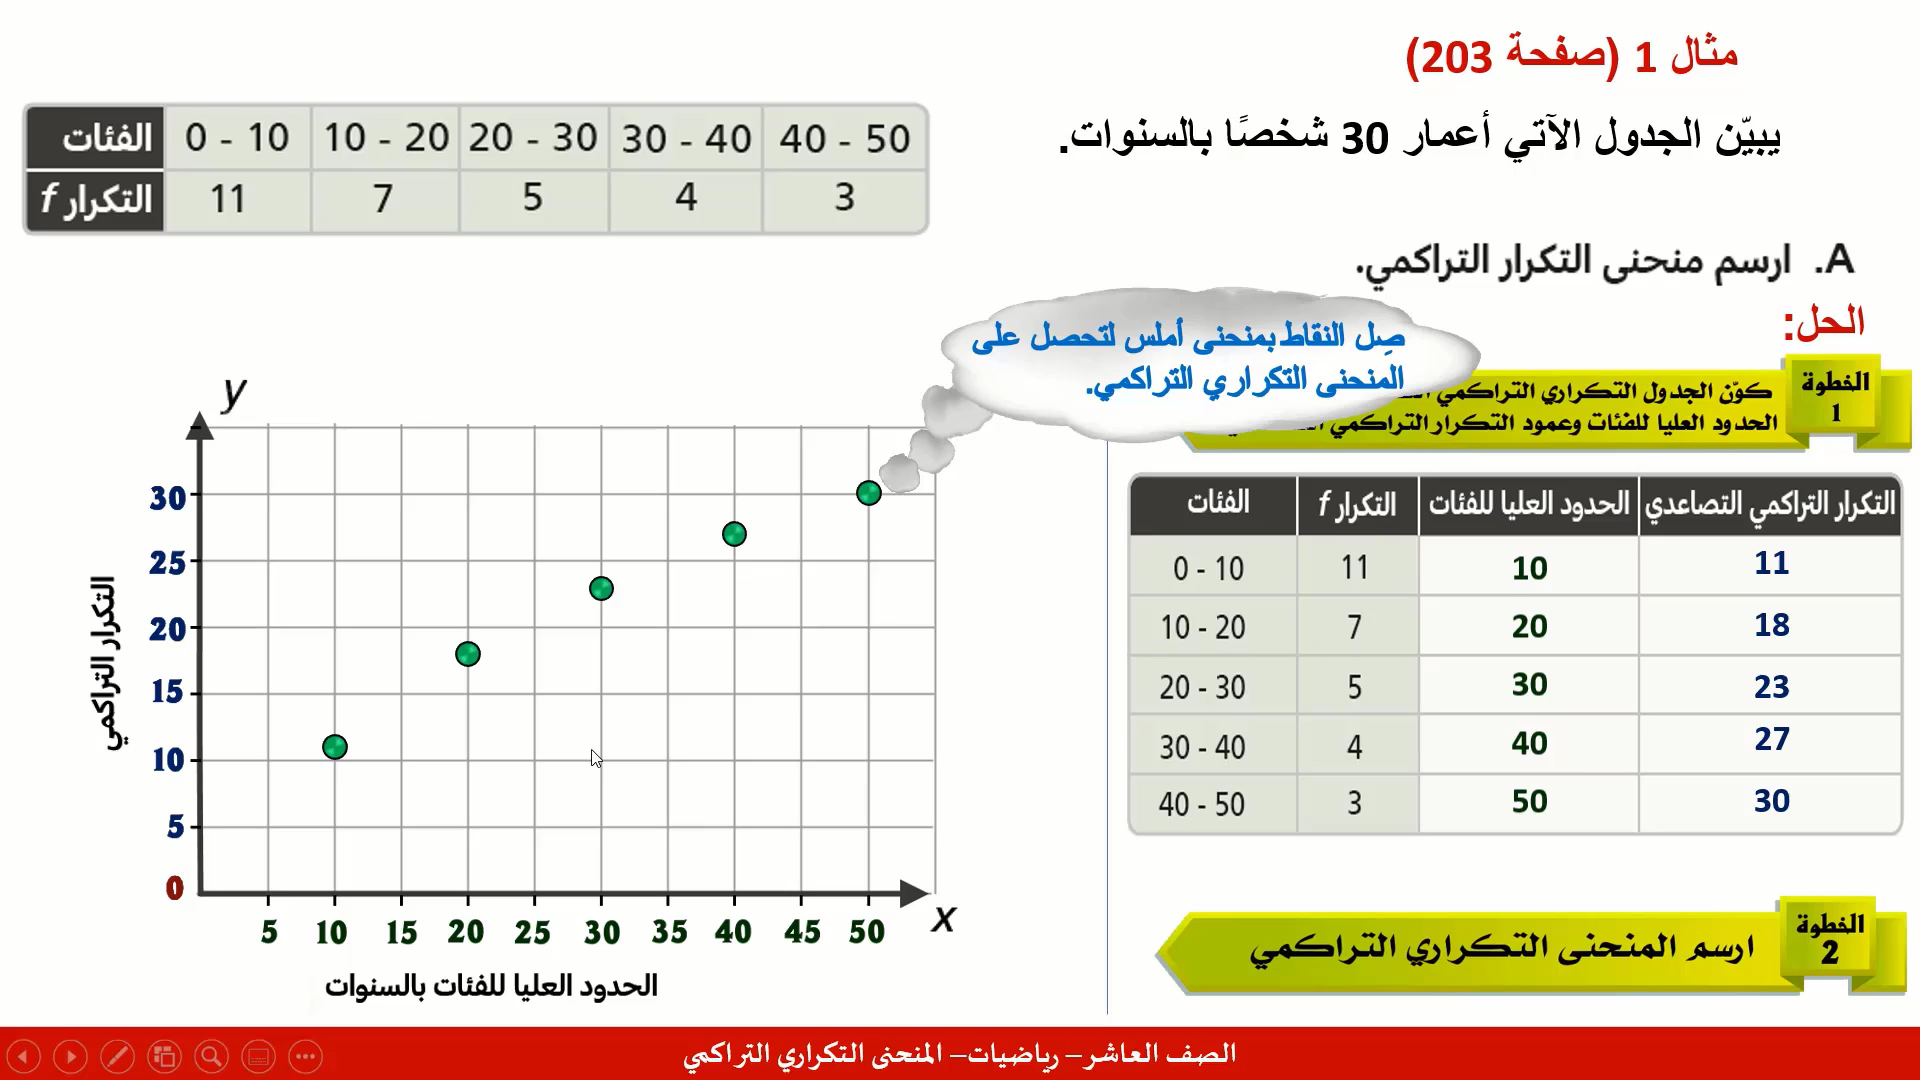 مثال 1 (صفحة 203)
يبيّن الجدول الآتي أعمار 30 شخصًا بالسنوات.
الفئات 0 - 10 10 - 20 20 - 30 30 - 40 40 - 50
التكرار f 11 7 5 4 3
A. ارسم منحنى التكرار التراكمي.
الحل:
صِل النقاط بمنحنى أملس لتحصل على
المنحنى التكراري التراكمي.
الخطوة
1
كوّن الجدول التكراري التراكمي
الحدود العليا للفئات وعمود التكرار التراكمي
الفئات التكرار f الحدود العليا للفئات التكرار التراكمي التصاعدي
0 - 10 11 10 11
10 - 20 7 20 18
20 - 30 5 30 23
30 - 40 4 40 27
40 - 50 3 50 30
الخطوة
2
ارسم المنحنى التكراري التراكمي
y
30
25
20
15
10
5
0
التكرار التراكمي
5 10 15 20 25 30 35 40 45 50
x
الحدود العليا للفئات بالسنوات
الصف العاشر – رياضيات – المنحنى التكراري التراكمي